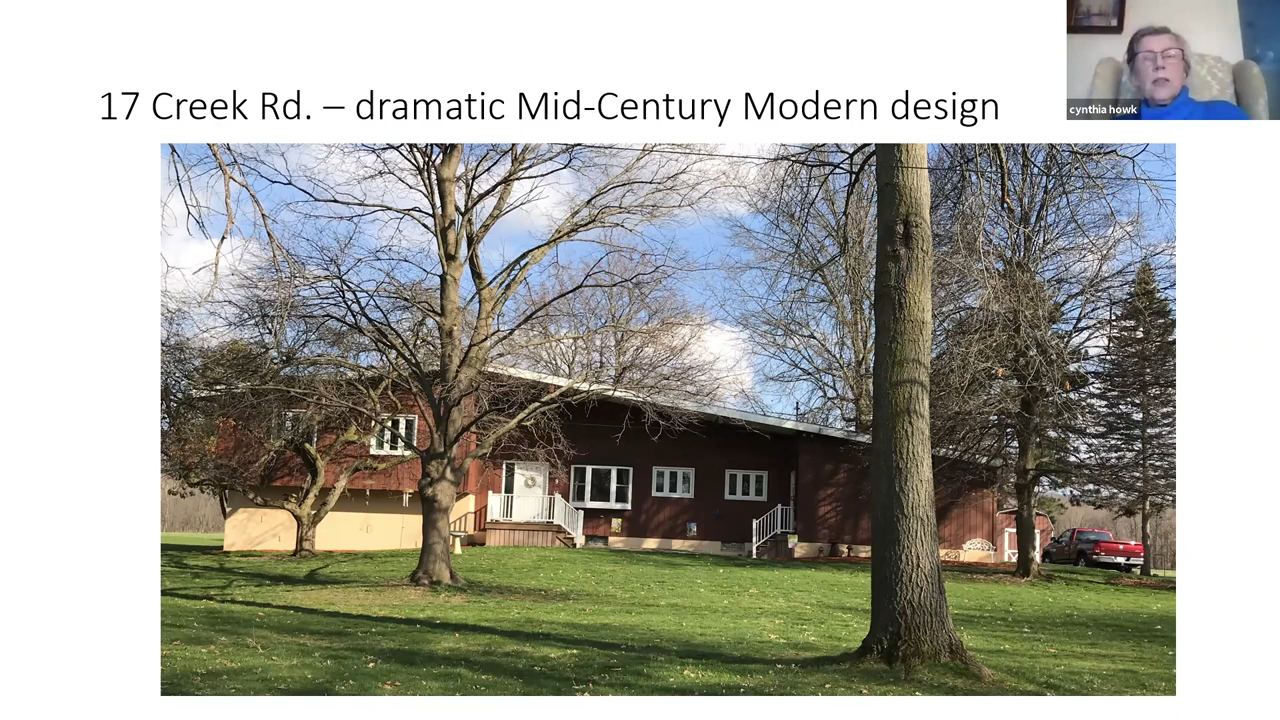 17 Creek Rd. – dramatic Mid-Century Modern design
cynthia howk